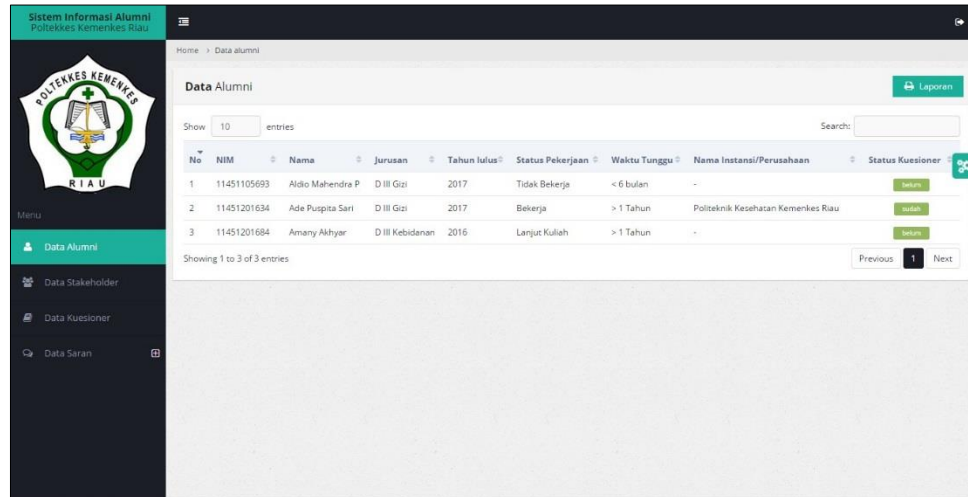 Sistem Informasi Alumni
Poltekkes Kemenkes Riau
POLTEKKES KEMENKES
RIAU
Menu
Data Alumni
Data Stakeholder
Data Kuesioner
Data Saran
Home > Data alumni
Data Alumni
Laporan
Show 10 entries Search:
No NIM Nama Jurusan Tahun lulus Status Pekerjaan Waktu Tunggu Nama Instansi/Perusahaan Status Kuesioner
1 11451105693 Aldio Mahendra P D III Gizi 2017 Tidak Bekerja < 6 bulan - belum
2 11451201634 Ade Puspita Sari D III Gizi 2017 Bekerja > 1 Tahun Politeknik Kesehatan Kemenkes Riau sudah
3 11451201684 Amany Akhyar D III Kebidanan 2016 Lanjut Kuliah > 1 Tahun - belum
Showing 1 to 3 of 3 entries Previous 1 Next